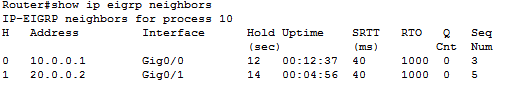 Router#show ip eigrp neighbors
IP-EIGRP neighbors for process 10
H   Address         Interface      Hold Uptime    SRTT   RTO   Q   Seq
                                   (sec)          (ms)        Cnt  Num
0   10.0.0.1        Gig0/0         12   00:12:37  40     1000  0   3
1   20.0.0.2        Gig0/1         14   00:04:56  40     1000  0   5